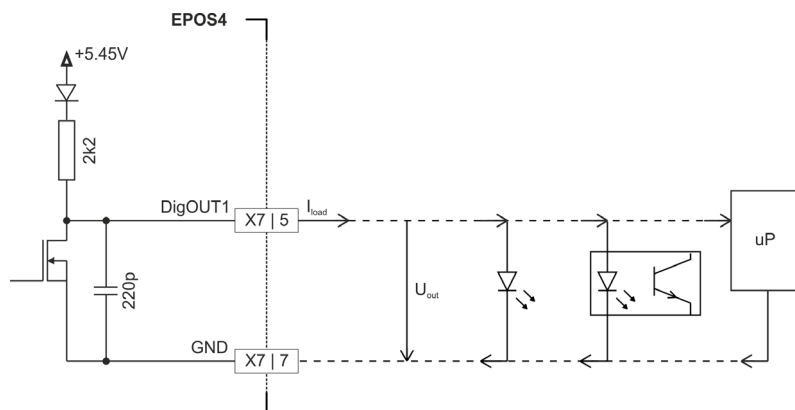 EPOS4
+5.45V
2k2
DigOUT1
X7 | 5
Iload
uP
220p
Uout
GND
X7 | 7